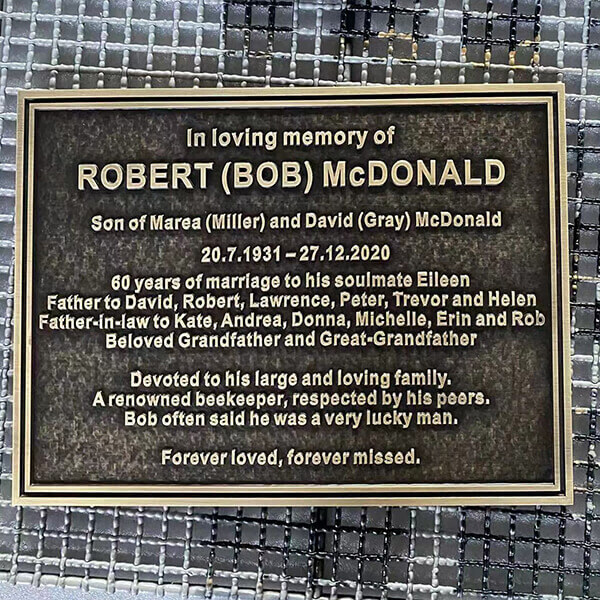 In loving memory of
ROBERT (BOB) McDONALD
Son of Marea (Miller) and David (Gray) McDonald
20.7.1931 – 27.12.2020
60 years of marriage to his soulmate Eileen
Father to David, Robert, Lawrence, Peter, Trevor and Helen
Father-in-law to Kate, Andrea, Donna, Michelle, Erin and Rob
Beloved Grandfather and Great-Grandfather
Devoted to his large and loving family.
A renowned beekeeper, respected by his peers.
Bob often said he was a very lucky man.
Forever loved, forever missed.